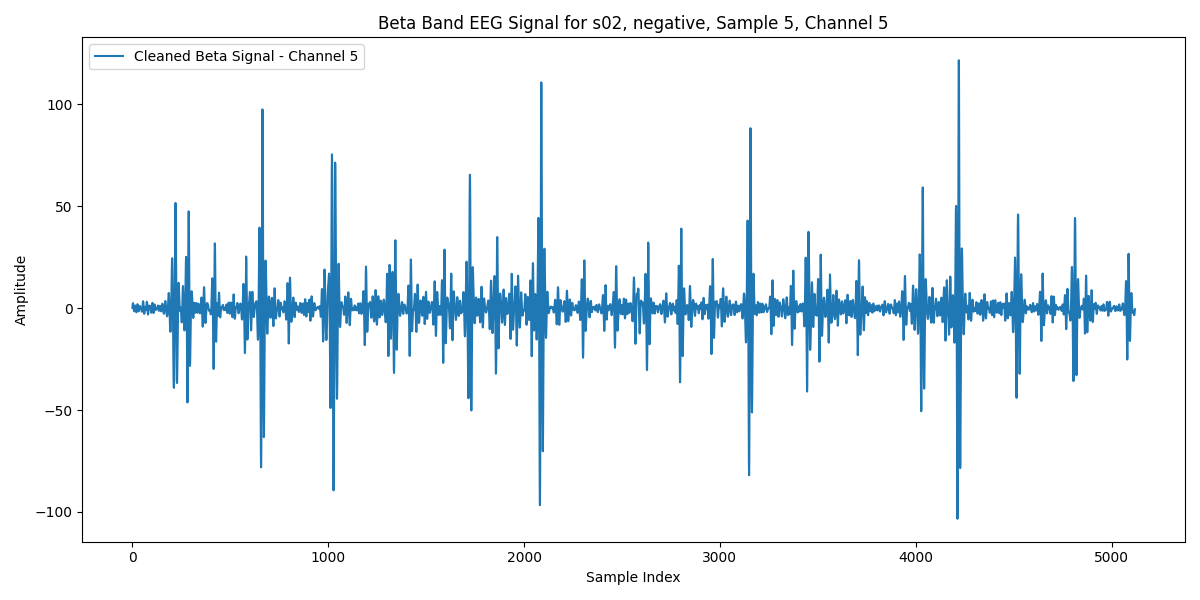 Beta Band EEG Signal for s02, negative, Sample 5, Channel 5
Cleaned Beta Signal - Channel 5
Amplitude
100
50
0
−50
−100
0 1000 2000 3000 4000 5000
Sample Index